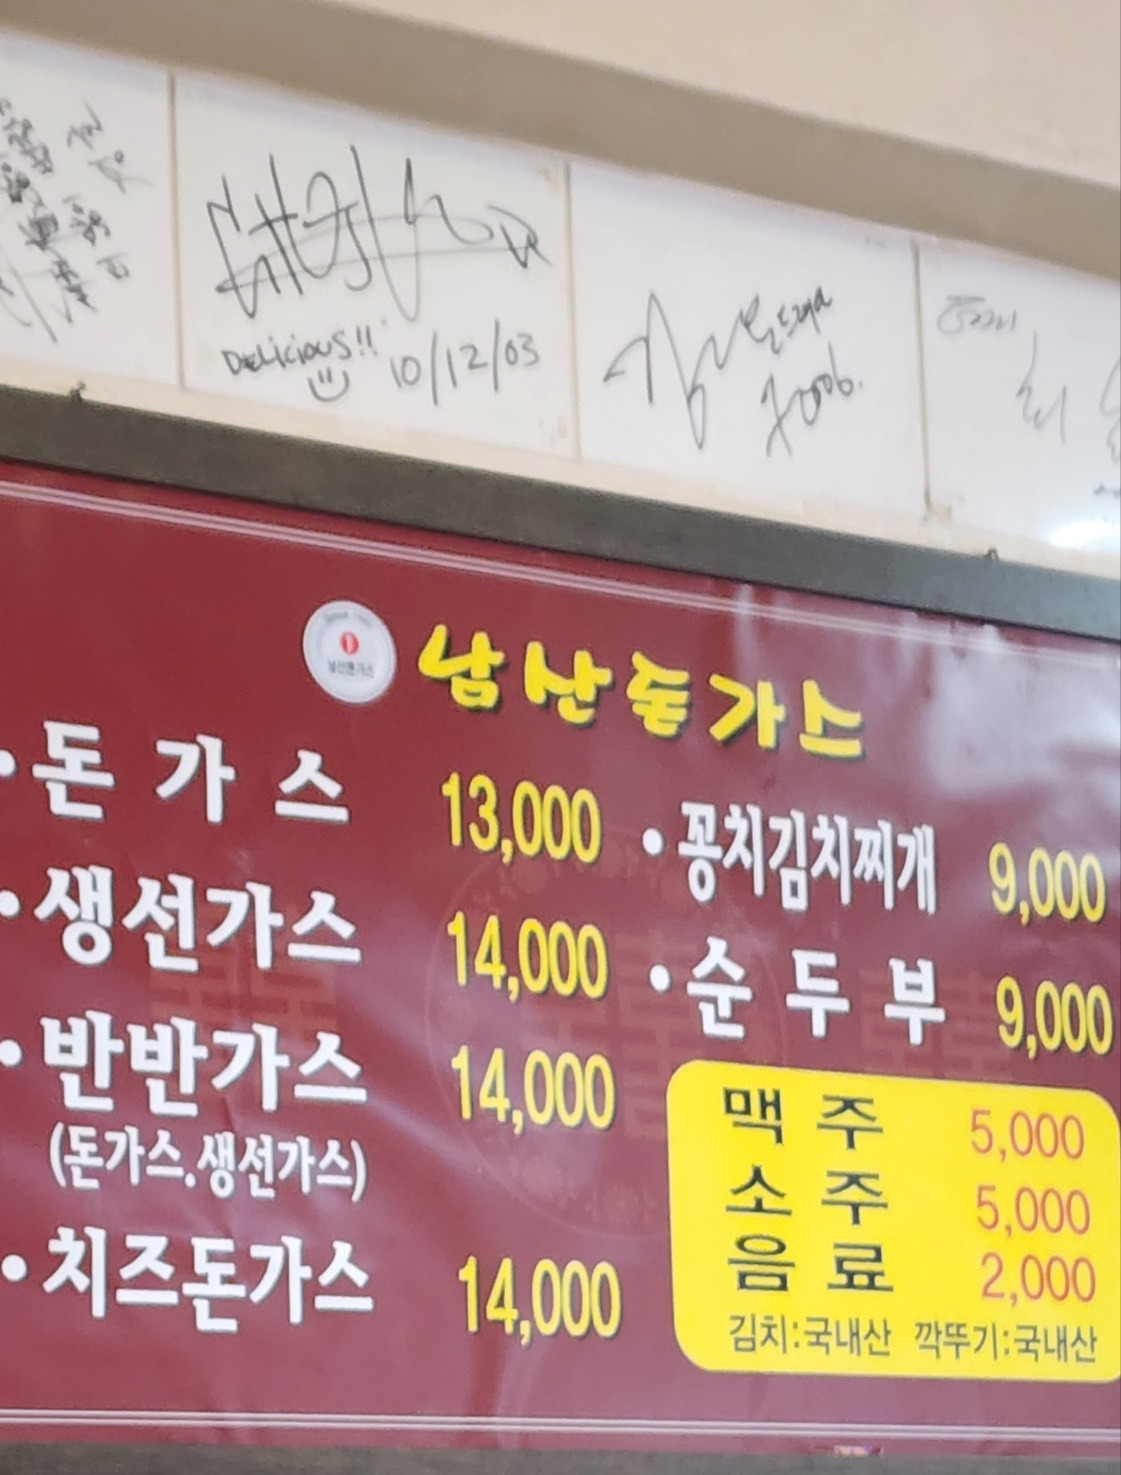 DELiCiOUS!!
10/12/03
남산돈가스
• 돈가스 13,000
• 생선가스 14,000
• 반반가스 14,000
(돈가스.생선가스)
• 치즈돈가스 14,000
• 꽁치김치찌개 9,000
• 순두부 9,000
맥주 5,000
소주 5,000
음료 2,000
김치:국내산 깍뚜기:국내산